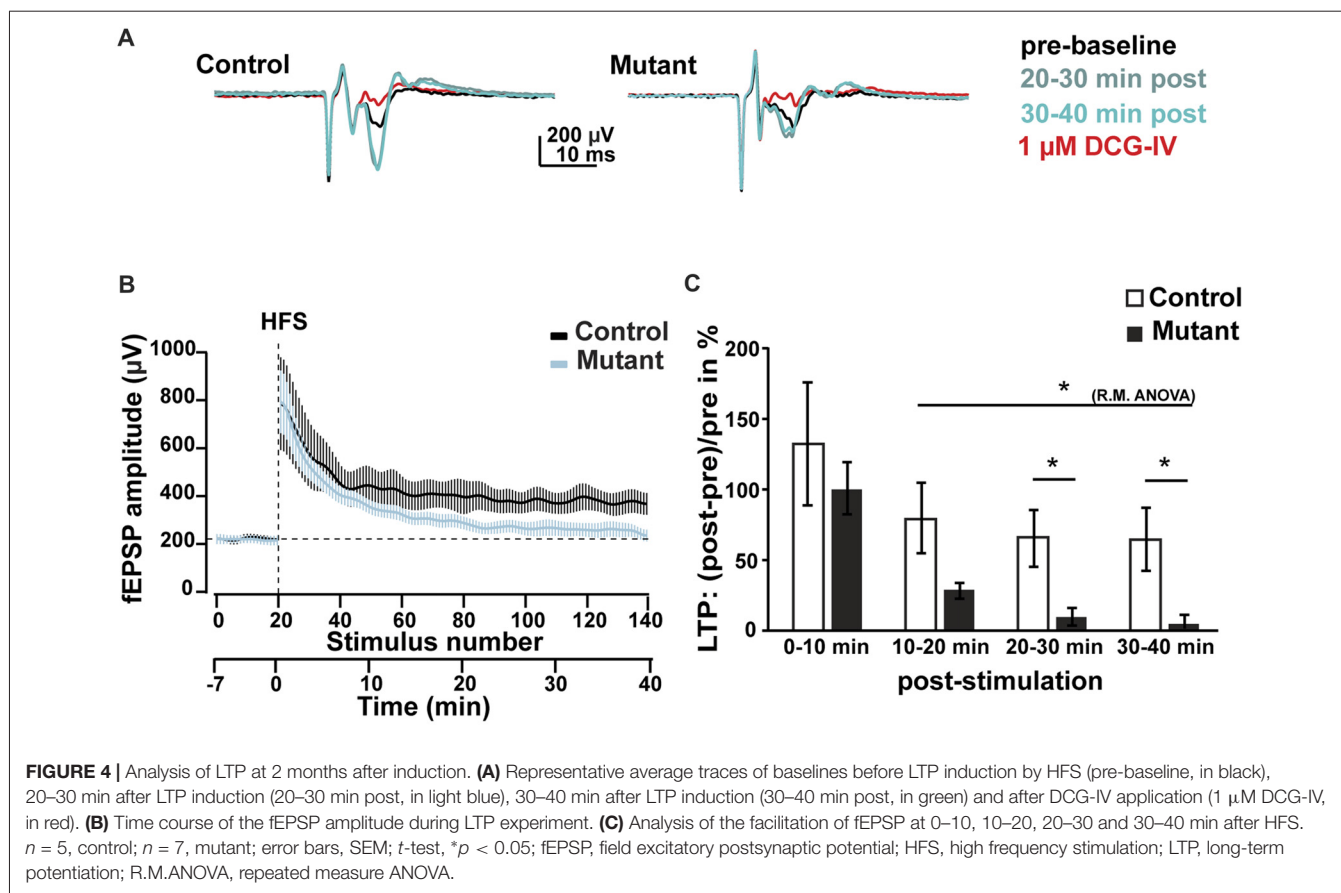 A
Control
Mutant
pre-baseline
20-30 min post
30-40 min post
1 µM DCG-IV
200 µV
10 ms
B
HFS
Control
Mutant
fEPSP amplitude (µV)
1000
800
600
400
200
0
0 20 40 60 80 100 120 140
Stimulus number
-7 0 10 20 30 40
Time (min)
C
Control
Mutant
LTP: (post-pre)/pre in %
200
150
100
50
0
*
(R.M. ANOVA)
* *
0-10 min 10-20 min 20-30 min 30-40 min
post-stimulation
FIGURE 4 | Analysis of LTP at 2 months after induction. (A) Representative average traces of baselines before LTP induction by HFS (pre-baseline, in black),
20–30 min after LTP induction (20–30 min post, in light blue), 30–40 min after LTP induction (30–40 min post, in green) and after DCG-IV application (1 µM DCG-IV,
in red). (B) Time course of the fEPSP amplitude during LTP experiment. (C) Analysis of the facilitation of fEPSP at 0–10, 10–20, 20–30 and 30–40 min after HFS.
n = 5, control; n = 7, mutant; error bars, SEM; t-test, *p < 0.05; fEPSP, field excitatory postsynaptic potential; HFS, high frequency stimulation; LTP, long-term
potentiation; R.M.ANOVA, repeated measure ANOVA.